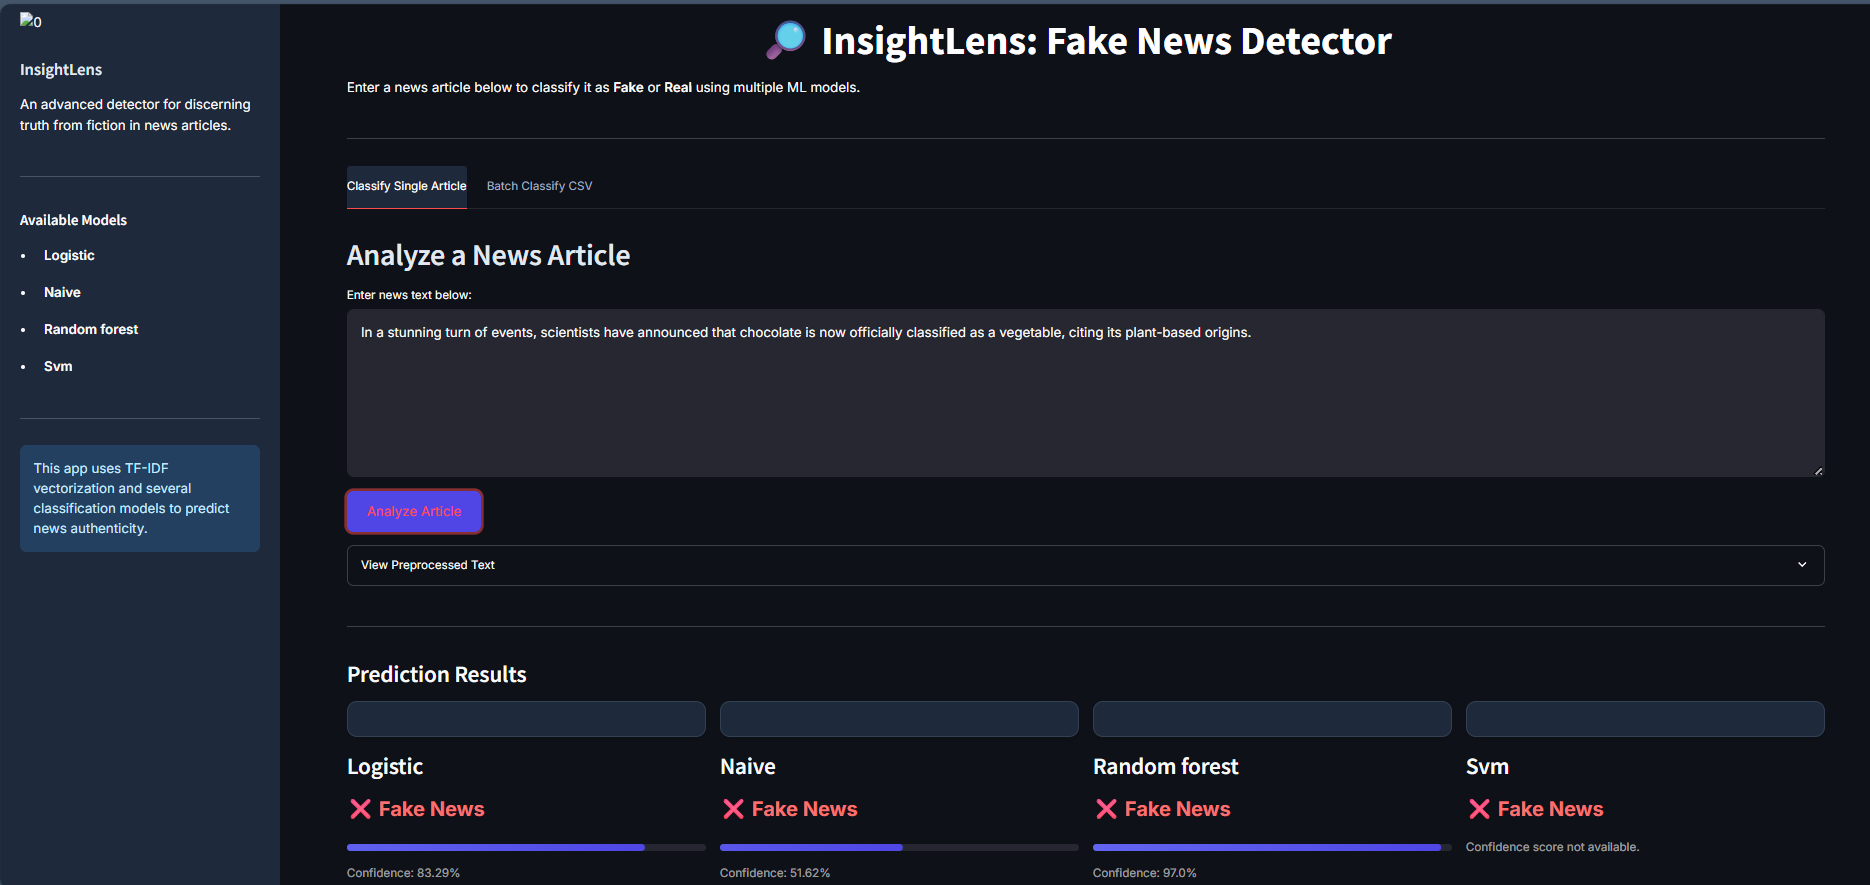 0
InsightLens
An advanced detector for discerning
truth from fiction in news articles.
Available Models
• Logistic
• Naive
• Random forest
• Svm
This app uses TF-IDF
vectorization and several
classification models to predict
news authenticity.
InsightLens: Fake News Detector
Enter a news article below to classify it as Fake or Real using multiple ML models.
Classify Single Article Batch Classify CSV
Analyze a News Article
Enter news text below:
In a stunning turn of events, scientists have announced that chocolate is now officially classified as a vegetable, citing its plant-based origins.
Analyze Article
View Preprocessed Text
Prediction Results
Logistic
Fake News
Confidence: 83.29%
Naive
Fake News
Confidence: 51.62%
Random forest
Fake News
Confidence: 97.0%
Svm
Fake News
Confidence score not available.